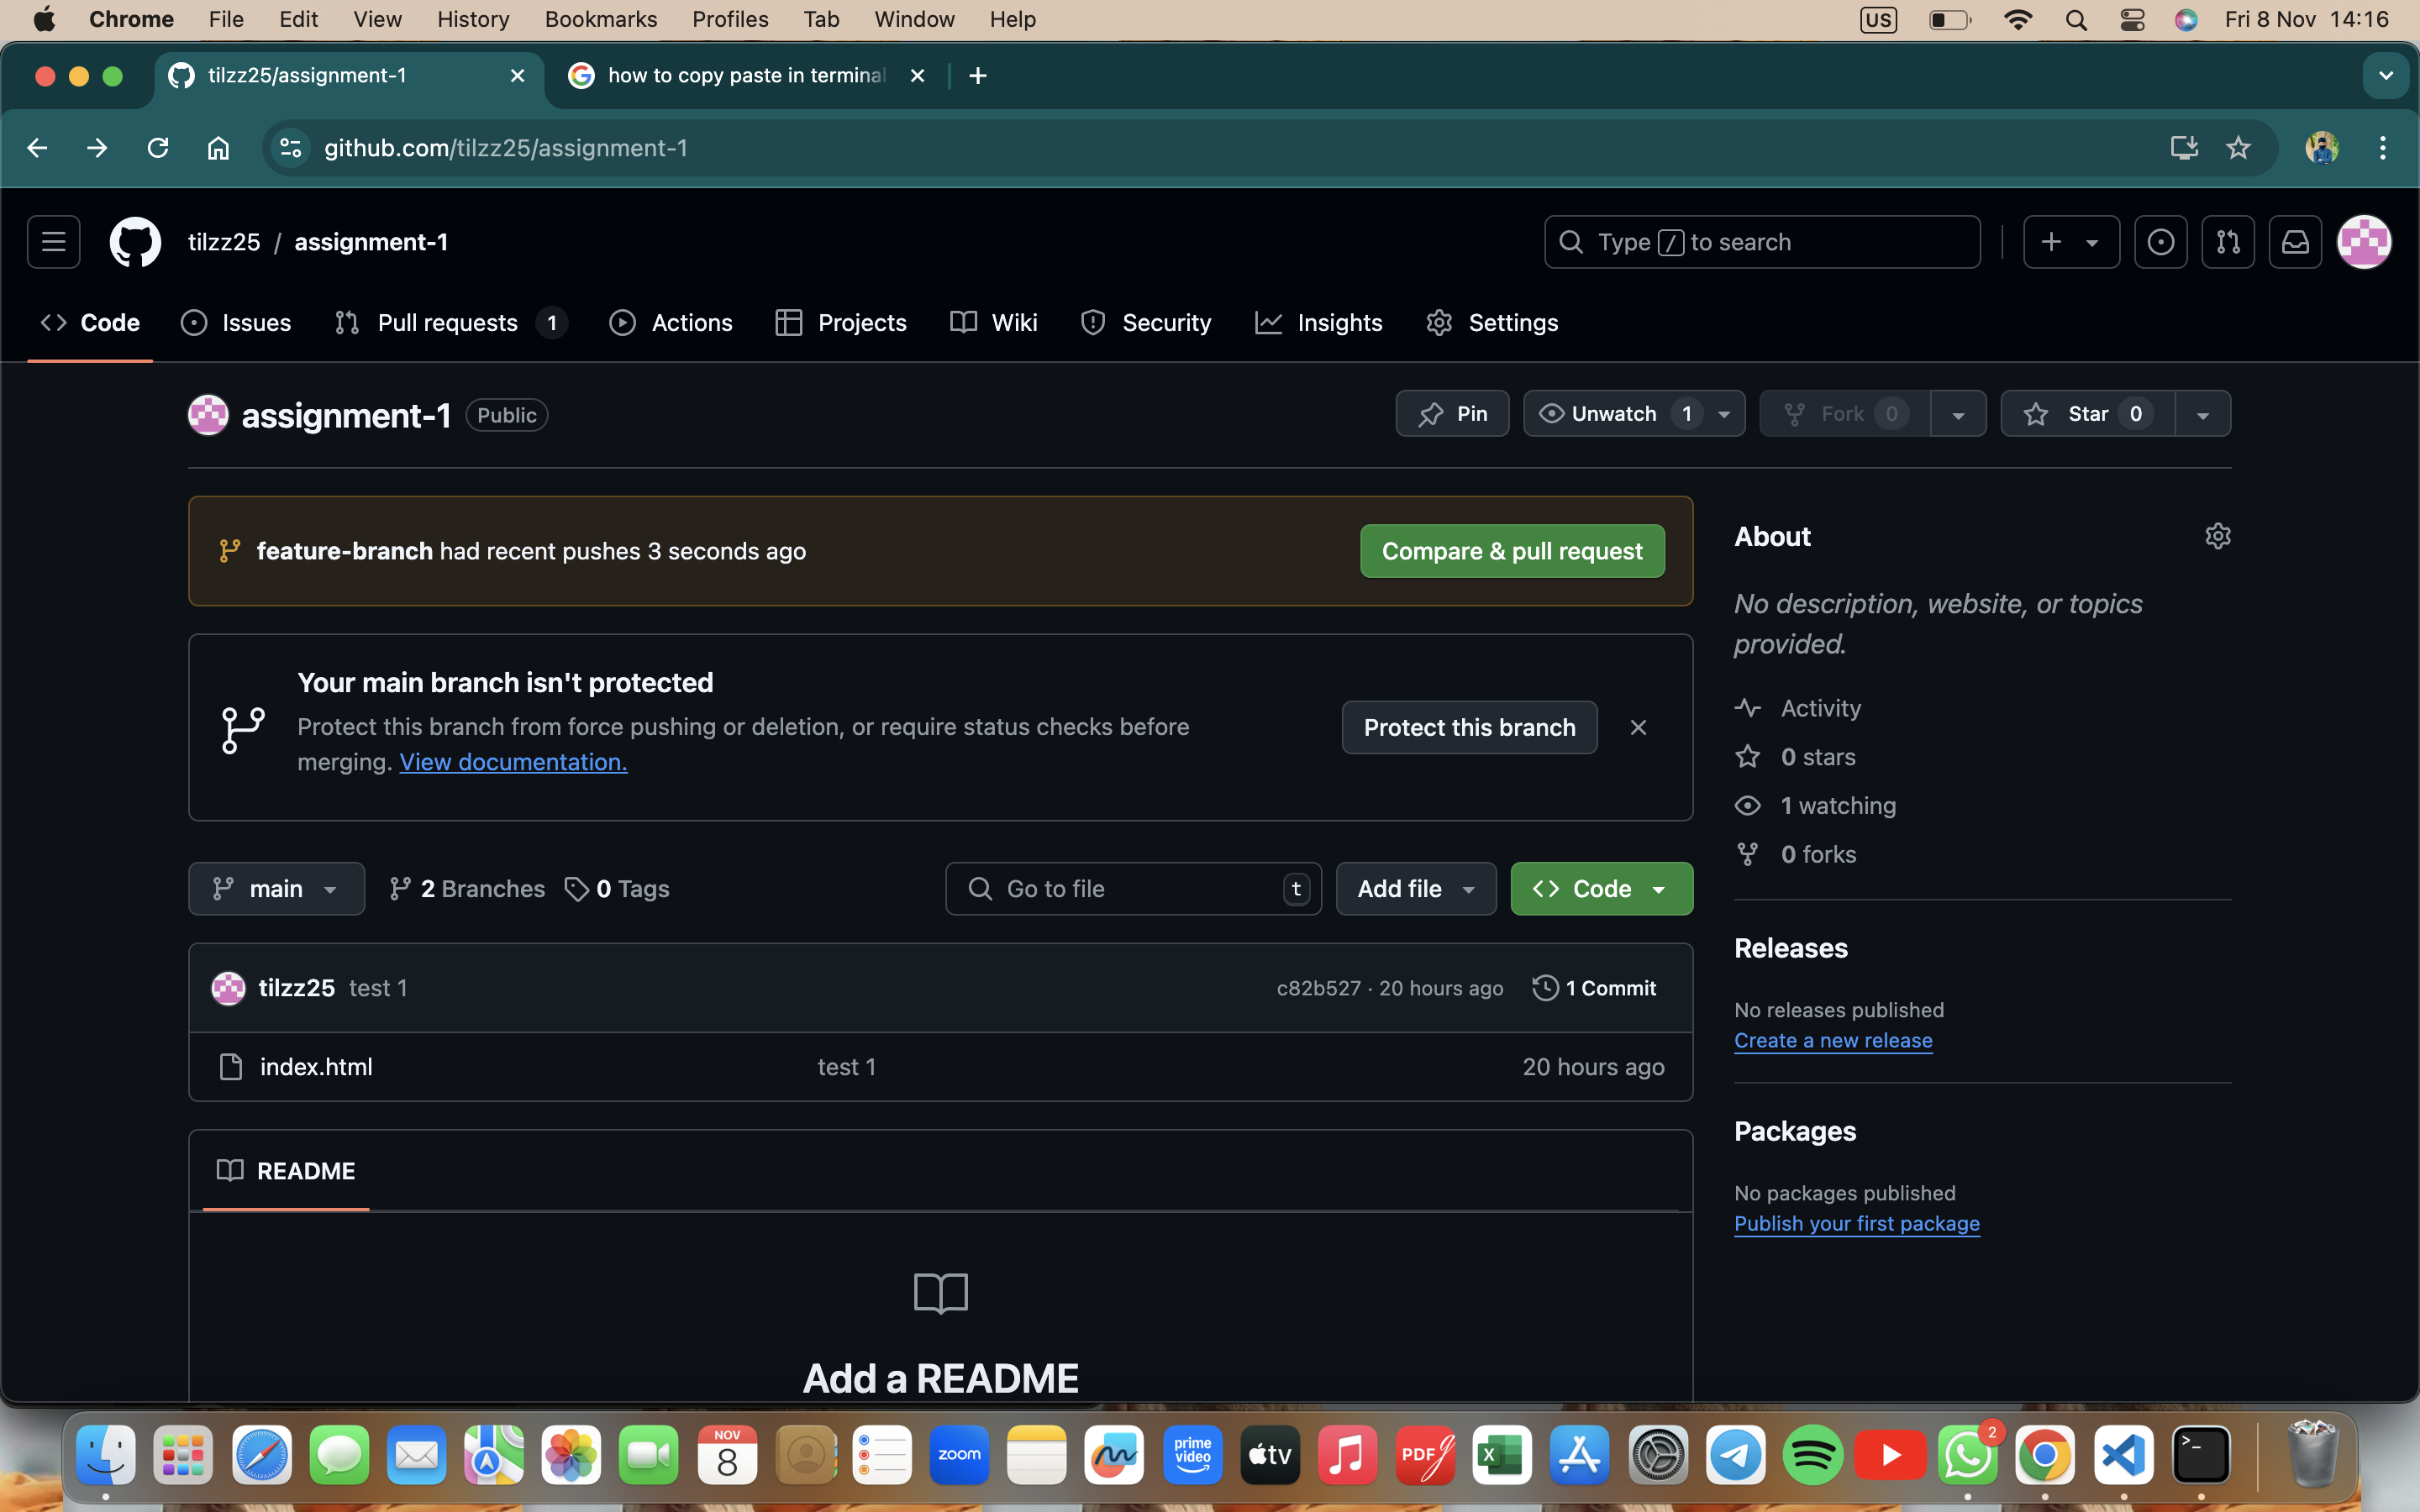 Chrome File Edit View History Bookmarks Profiles Tab Window Help US Fri 8 Nov 14:16
tilzz25/assignment-1 how to copy paste in terminal
github.com/tilzz25/assignment-1
tilzz25 / assignment-1 Type / to search
Code Issues Pull requests 1 Actions Projects Wiki Security Insights Settings
assignment-1 Public Pin Unwatch 1 Fork 0 Star 0
feature-branch had recent pushes 3 seconds ago Compare & pull request
Your main branch isn't protected
Protect this branch from force pushing or deletion, or require status checks before
merging. View documentation.
Protect this branch
main 2 Branches 0 Tags Go to file t Add file Code
tilzz25 test 1 c82b527 · 20 hours ago 1 Commit
index.html test 1 20 hours ago
README
Add a README
About
No description, website, or topics
provided.
Activity
0 stars
1 watching
0 forks
Releases
No releases published
Create a new release
Packages
No packages published
Publish your first package
NOV
8
zoom
prime
video
tv
PDF
X
2
>_